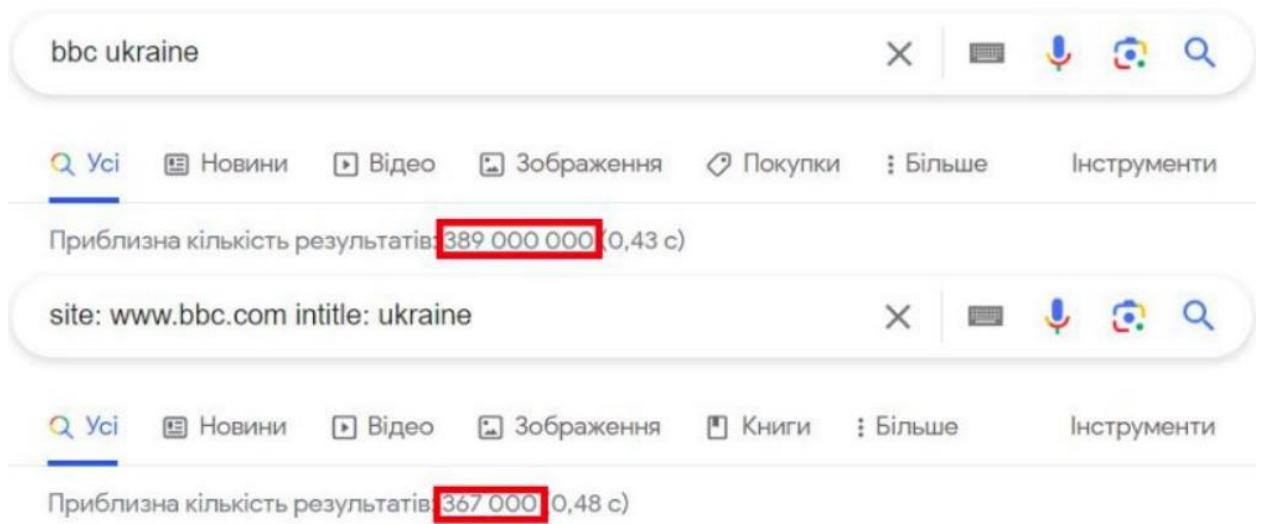 bbc ukraine
Усі Новини Відео Зображення Покупки Більше Інструменти
Приблизна кількість результатів: 389 000 000 (0,43 с)
site: www.bbc.com intitle: ukraine
Усі Новини Відео Зображення Книги Більше Інструменти
Приблизна кількість результатів: 367 000 (0,48 с)